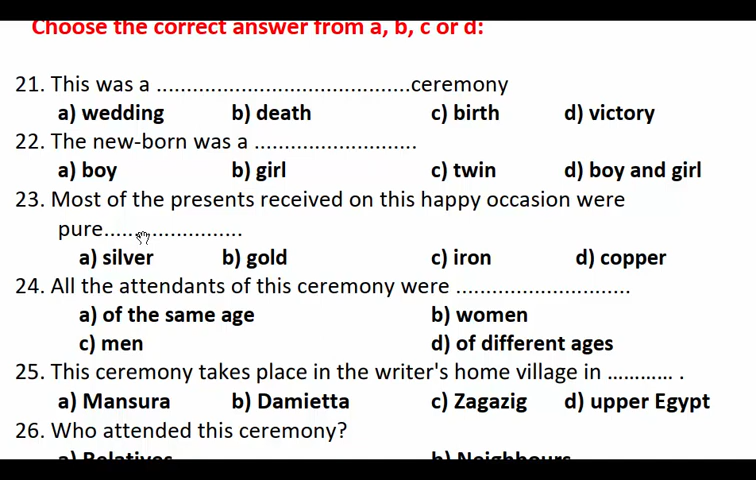 Choose the correct answer from a, b, c or d:
21. This was a ..........................................ceremony
a) wedding b) death c) birth d) victory
22. The new-born was a ...........................
a) boy b) girl c) twin d) boy and girl
23. Most of the presents received on this happy occasion were
pure.......................
a) silver b) gold c) iron d) copper
24. All the attendants of this ceremony were .............................
a) of the same age b) women
c) men d) of different ages
25. This ceremony takes place in the writer's home village in ............ .
a) Mansura b) Damietta c) Zagazig d) upper Egypt
26. Who attended this ceremony?
a) Relatives b) Neighbours